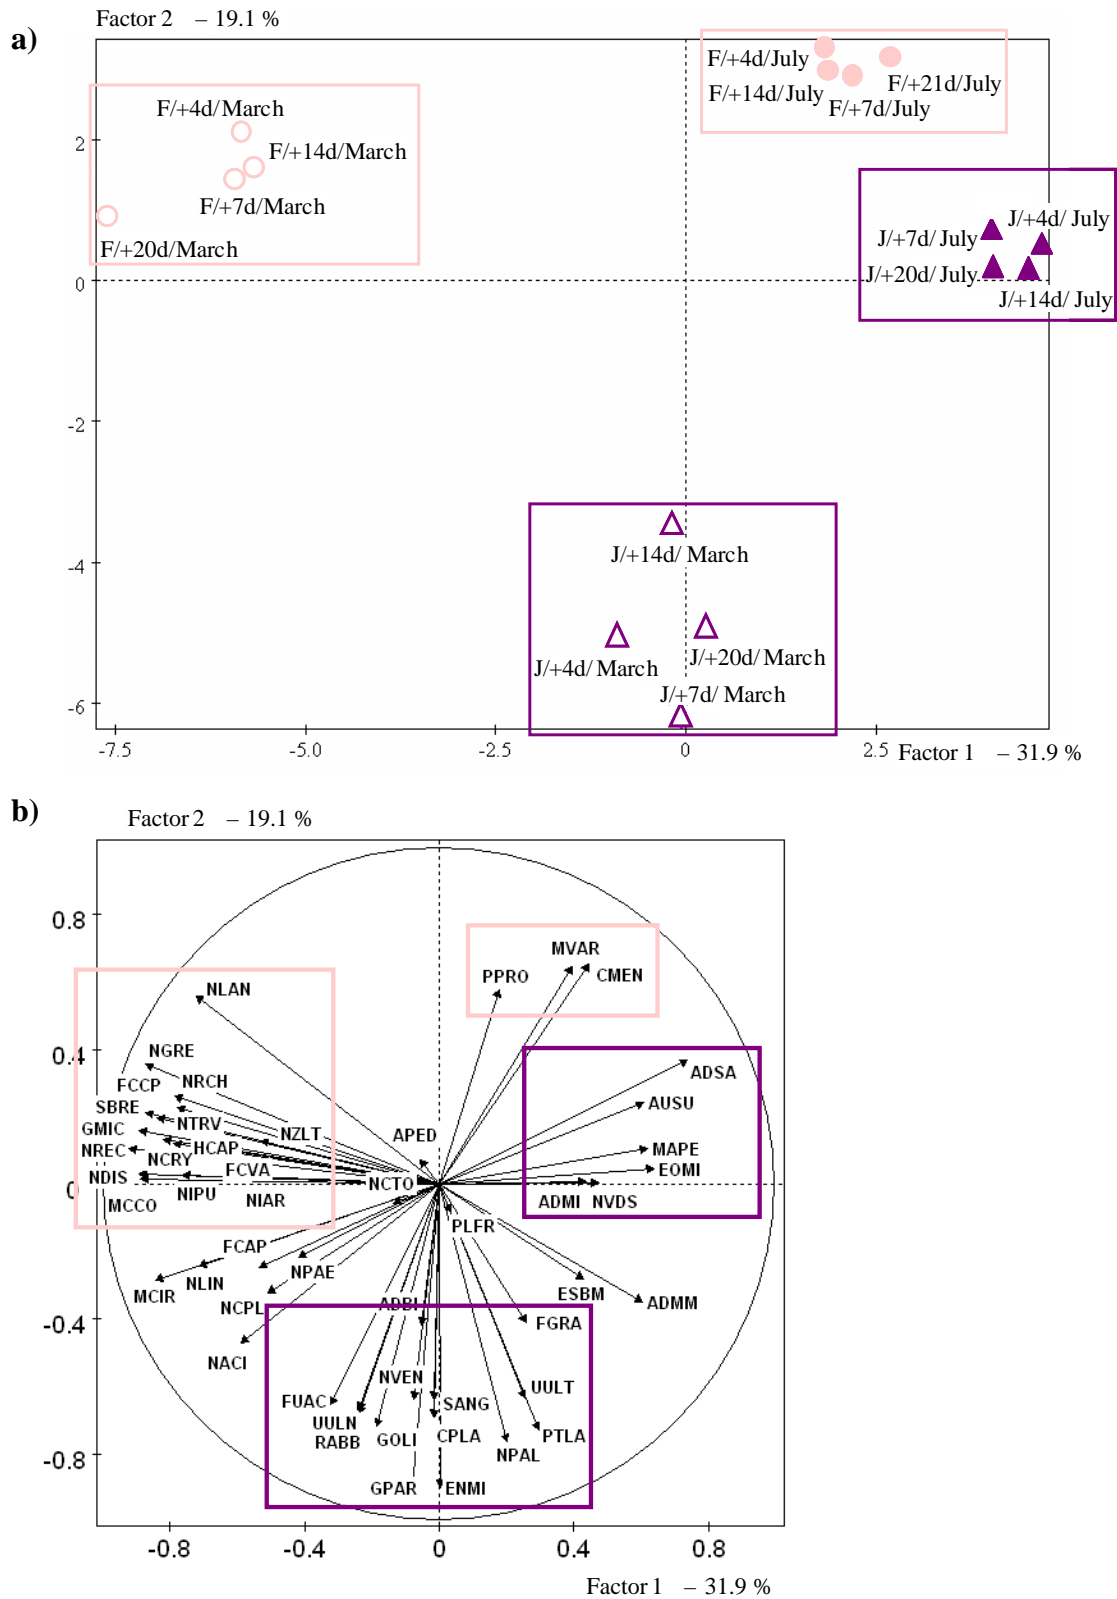 Factor 2 – 19.1 %
a)
F/+4d/July
F/+21d/July
F/+14d/July
F/+7d/July
F/+4d/March
F/+14d/March
F/+7d/March
F/+20d/March
J/+4d/ July
J/+7d/ July
J/+20d/ July
J/+14d/ July
J/+14d/ March
J/+4d/ March
J/+20d/ March
J/+7d/ March
2
0
-2
-4
-6
-7.5 -5.0 -2.5 0 2.5
Factor 1 – 31.9 %
b)
Factor 2 – 19.1 %
0.8
0.4
0
-0.4
-0.8
MVAR
PPRO
CMEN
NLAN
NGRE
NRCH
FCCP
SBRE
NTRV
GMIC
NZLT
NREC
HCAP
NCRY
APED
NDIS
FCVA
NCTO
NIPU
NIAR
MCCO
ADSA
AUSU
MAPE
EOMI
ADMI
NVDS
PLFR
FCAP
NPAE
NLIN
MCIR
NCPL
ADBI
ESBM
ADMM
FGRA
NACI
NVEN
UULT
FUAC
SANG
UULN
RABB
GOLI
CPLA
PTLA
NPAL
GPAR
ENMI
-0.8 -0.4 0 0.4 0.8
Factor 1 – 31.9 %